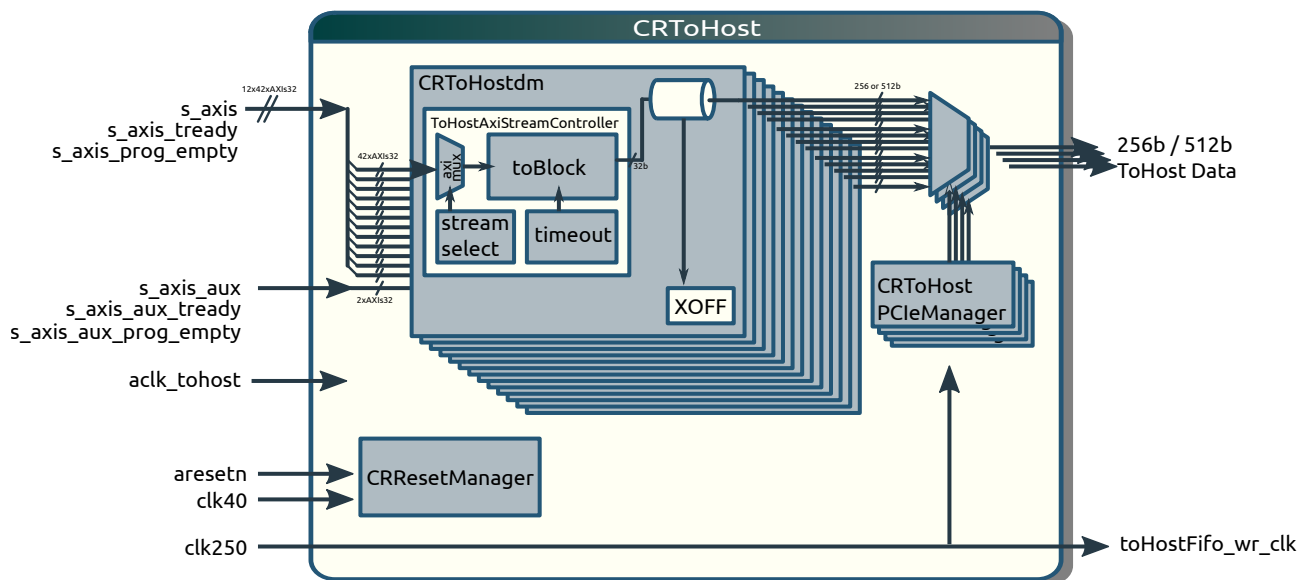 CRToHost
12x42xAXIs32
s_axis
s_axis_tready
s_axis_prog_empty
CRToHostdm
ToHostAxiStreamController
42xAXIs32
axi
mux
toBlock
32b
stream
select
timeout
XOFF
256 or 512b
256b / 512b
ToHost Data
CRToHost
PCIeManager
s_axis_aux
s_axis_aux_tready
s_axis_aux_prog_empty
2xAXIs32
aclk_tohost
aresetn
clk40
CRResetManager
clk250
toHostFifo_wr_clk